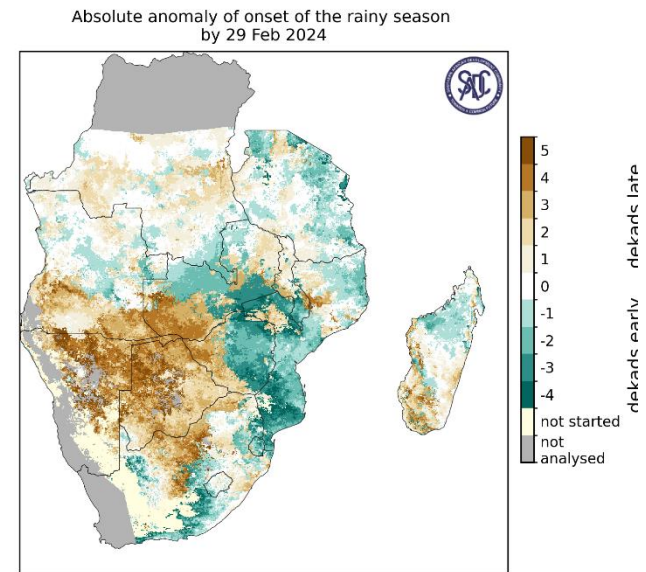 Absolute anomaly of onset of the rainy season
by 29 Feb 2024
SADC
5
4
3
2
1
0
-1
-2
-3
-4
not started
not
analysed
dekads late
dekads early